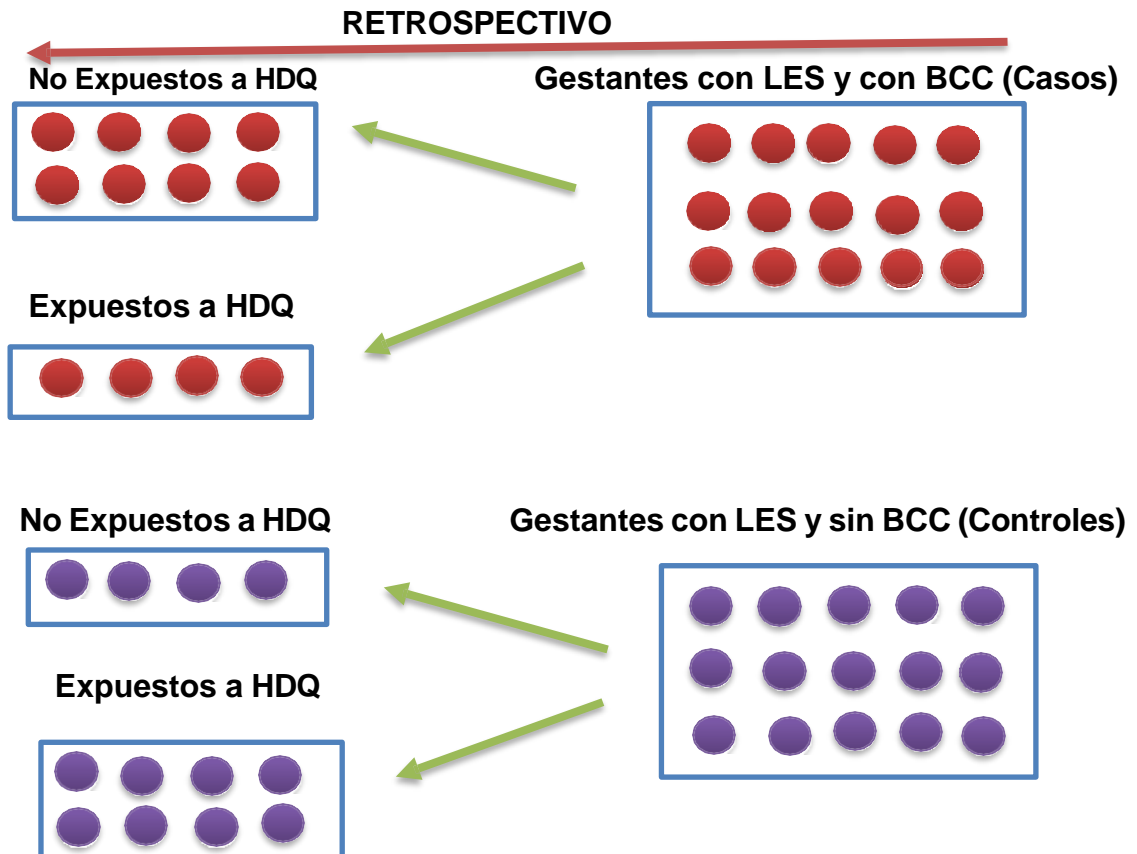 RETROSPECTIVO
No Expuestos a HDQ
Gestantes con LES y con BCC (Casos)
Expuestos a HDQ
No Expuestos a HDQ
Gestantes con LES y sin BCC (Controles)
Expuestos a HDQ